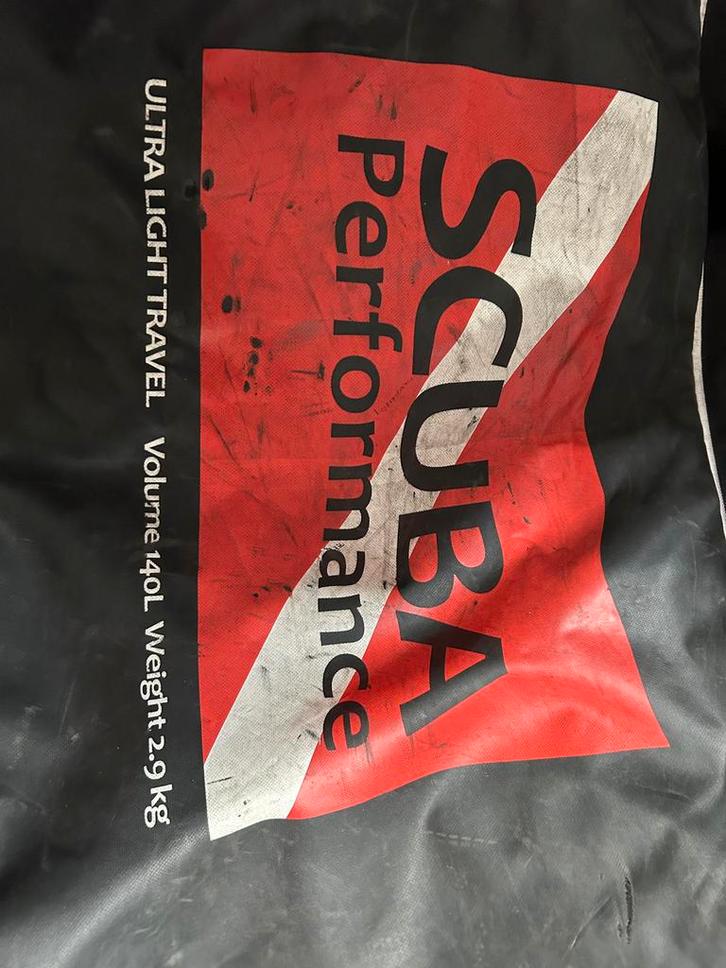 SCUBA
Performance
ULTRA LIGHT TRAVEL Volume 140L Weight 2.9 kg